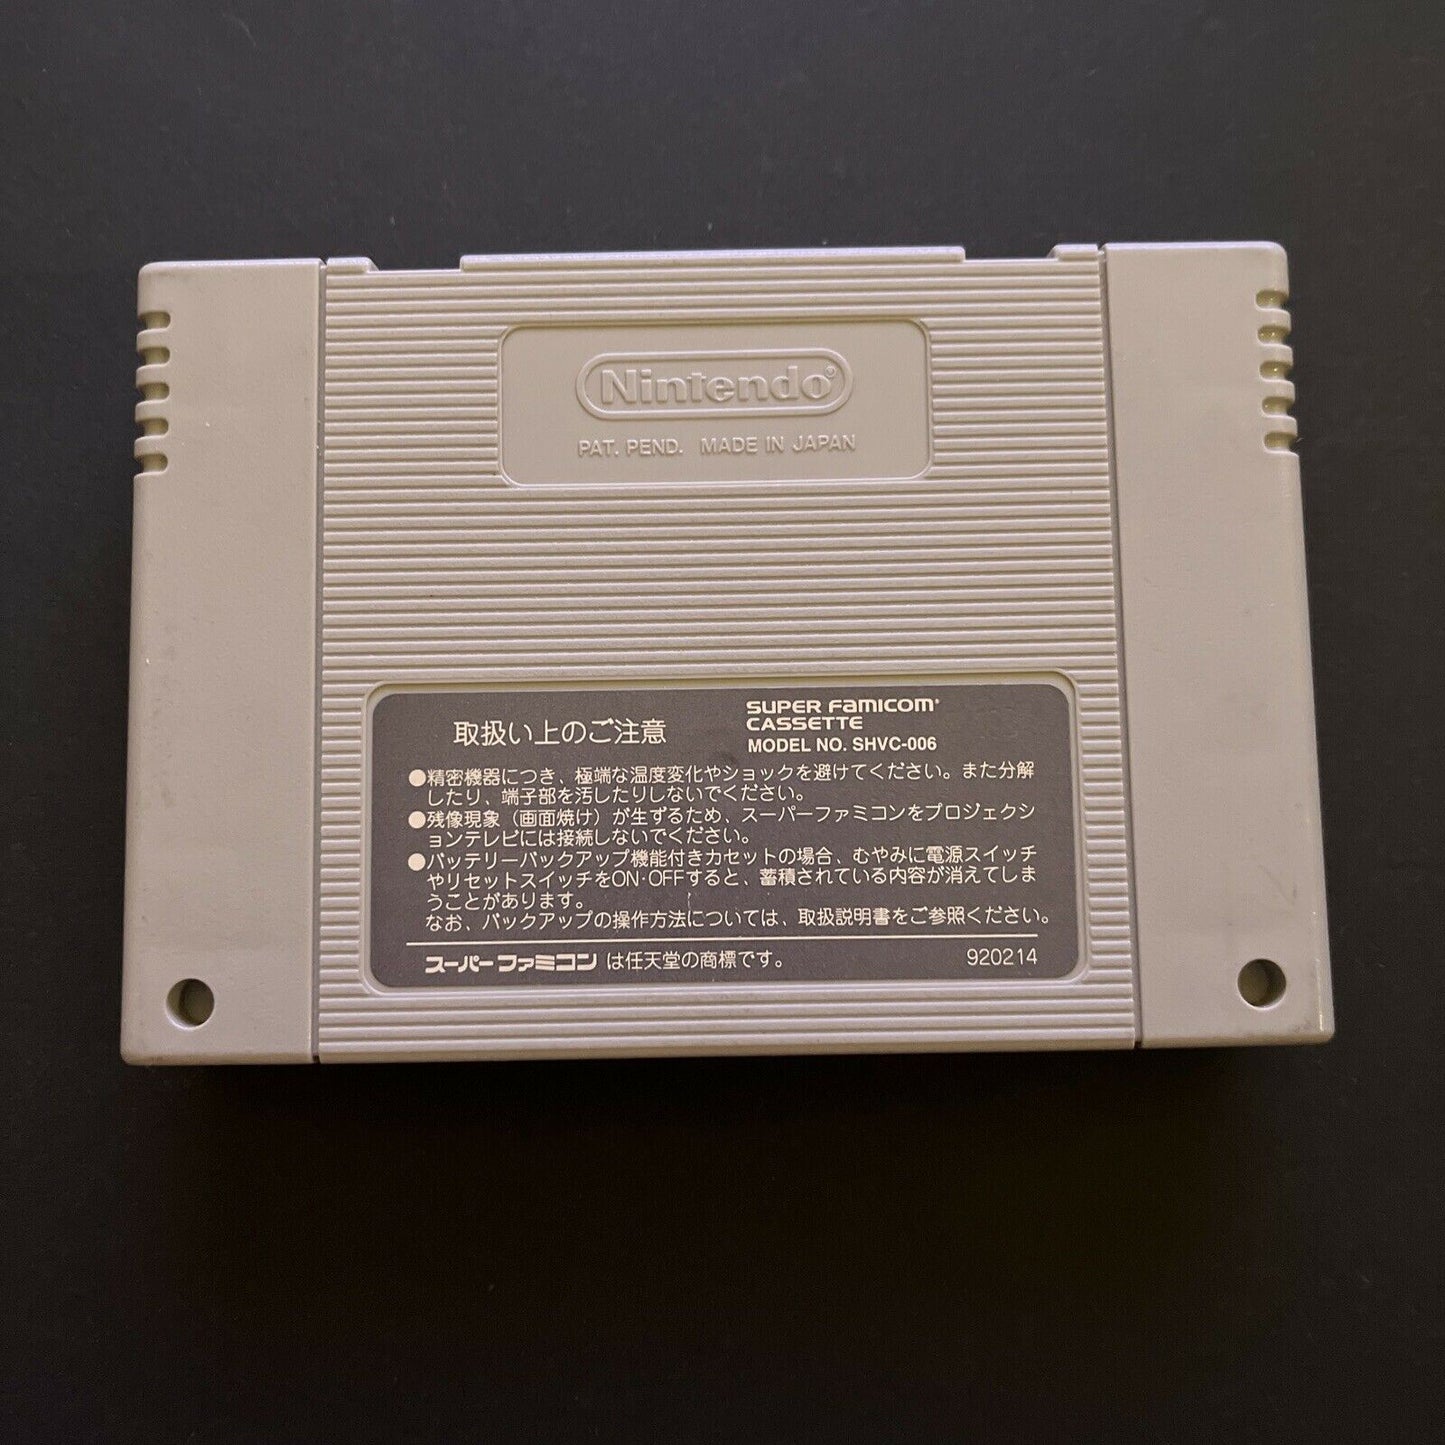 Nintendo®
PAT. PEND. MADE IN JAPAN
取扱い上のご注意
SUPER FAMICOM®
CASSETTE
MODEL NO. SHVC-006
●精密機器につき、極端な温度変化やショックを避けてください。また分解
したり、端子部を汚したりしないでください。
●残像現象（画面焼け）が生ずるため、スーパーファミコンをプロジェクシ
ョンテレビには接続しないでください。
●バッテリーバックアップ機能付きカセットの場合、むやみに電源スイッチ
やリセットスイッチをON·OFFすると、蓄積されている内容が消えてしま
うことがあります。
なお、バックアップの操作方法については、取扱説明書をご参照ください。
スーパーファミコン は任天堂の商標です。
920214